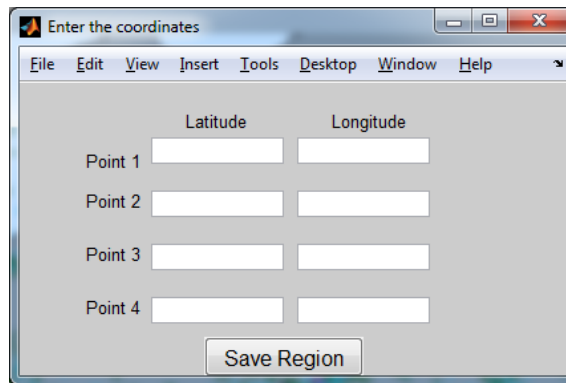 Enter the coordinates
File Edit View Insert Tools Desktop Window Help
Latitude Longitude
Point 1
Point 2
Point 3
Point 4
Save Region